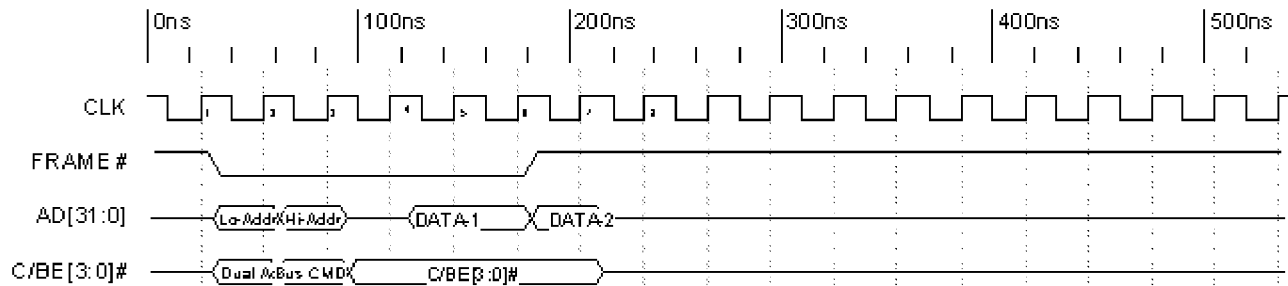 0ns 100ns 200ns 300ns 400ns 500ns
CLK 1 2 3 4 5 6 7 8
FRAME#
AD[31:0] Lo-Addr Hi-Addr DATA-1 DATA-2
C/BE[3:0]# Dual A Bus CMD C/BE[3:0]#